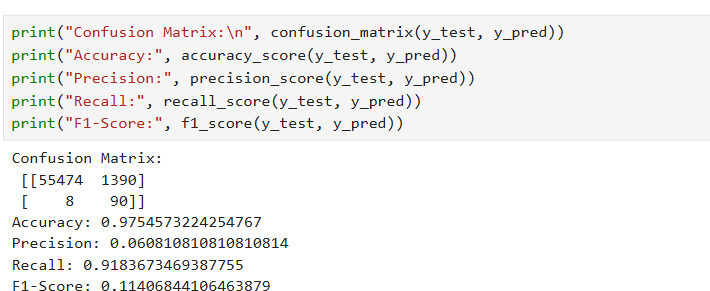 print("Confusion Matrix:\n", confusion_matrix(y_test, y_pred))
print("Accuracy:", accuracy_score(y_test, y_pred))
print("Precision:", precision_score(y_test, y_pred))
print("Recall:", recall_score(y_test, y_pred))
print("F1-Score:", f1_score(y_test, y_pred))
Confusion Matrix:
 [[55474  1390]
 [    8    90]]
Accuracy: 0.9754573224254767
Precision: 0.060810810810810814
Recall: 0.9183673469387755
F1-Score: 0.11406844106463879